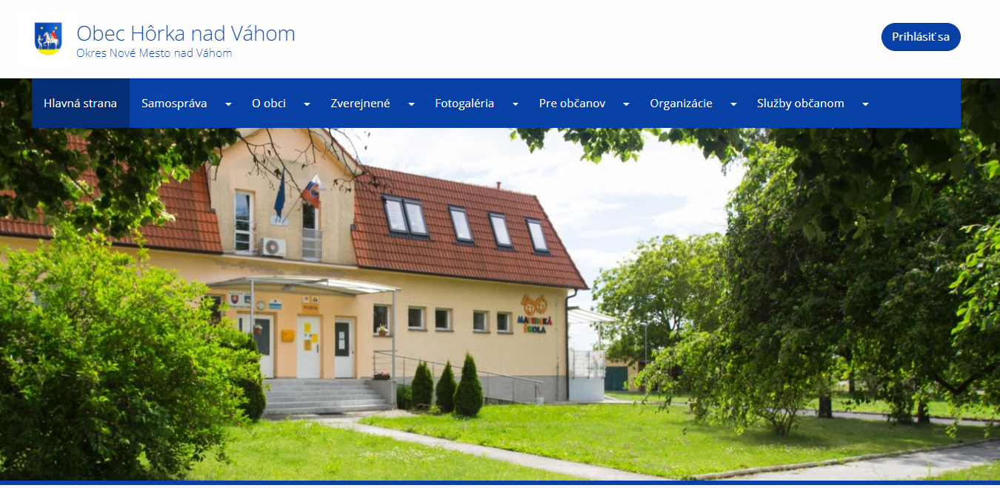 Obec Hôrka nad Váhom
Okres Nové Mesto nad Váhom
Prihlásiť sa
Hlavná strana Samospráva O obci Zverejnené Fotogaléria Pre občanov Organizácie Služby občanom
POŠTA
MATERSKÁ
ŠKOLA